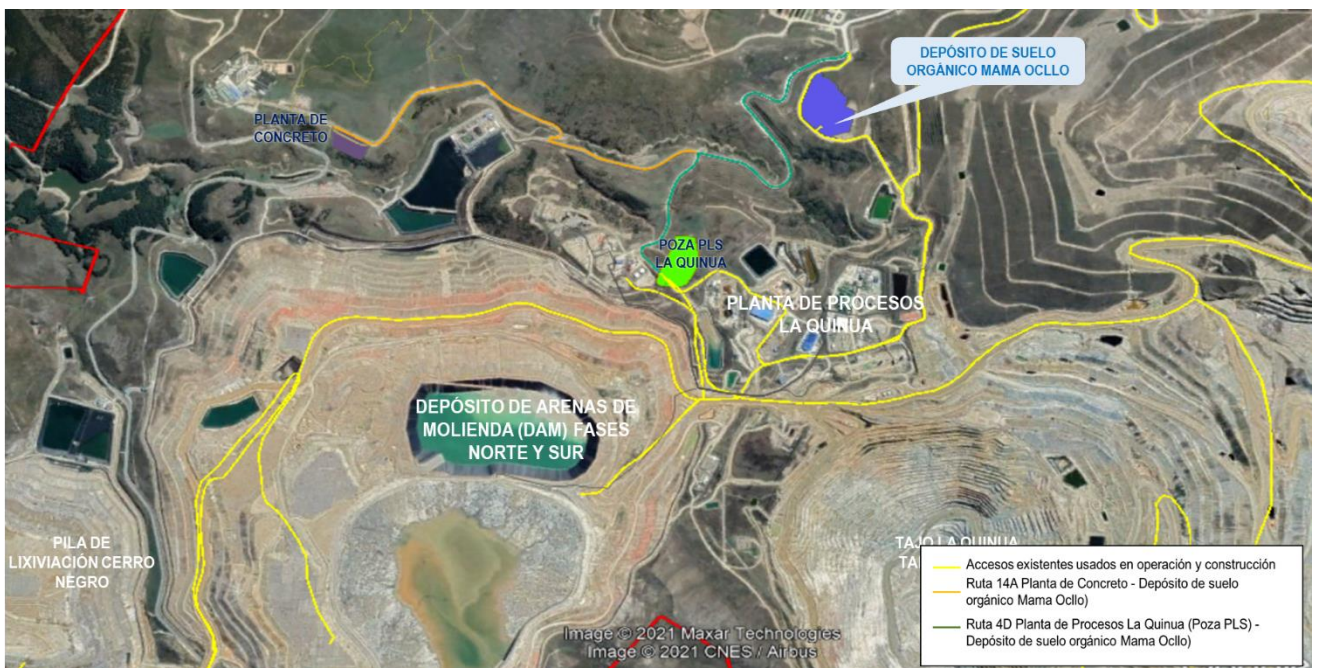 DEPÓSITO DE SUELO
ORGÁNICO MAMA OCLLO
PLANTA DE
CONCRETO
POZA PLS
LA QUINUA
PLANTA DE PROCESOS
LA QUINUA
DEPÓSITO DE ARENAS DE
MOLIENDA (DAM) FASES
NORTE Y SUR
PILA DE
LIXIVIACIÓN CERRO
NEGRO
TAJO LA QUINUA
Accesos existentes usados en operación y construcción
Ruta 14A Planta de Concreto - Depósito de suelo
orgánico Mama Ocllo)
Ruta 4D Planta de Procesos La Quinua (Poza PLS) -
Depósito de suelo orgánico Mama Ocllo)
Image © 2021 Maxar Technologies
Image © 2021 CNES / Airbus